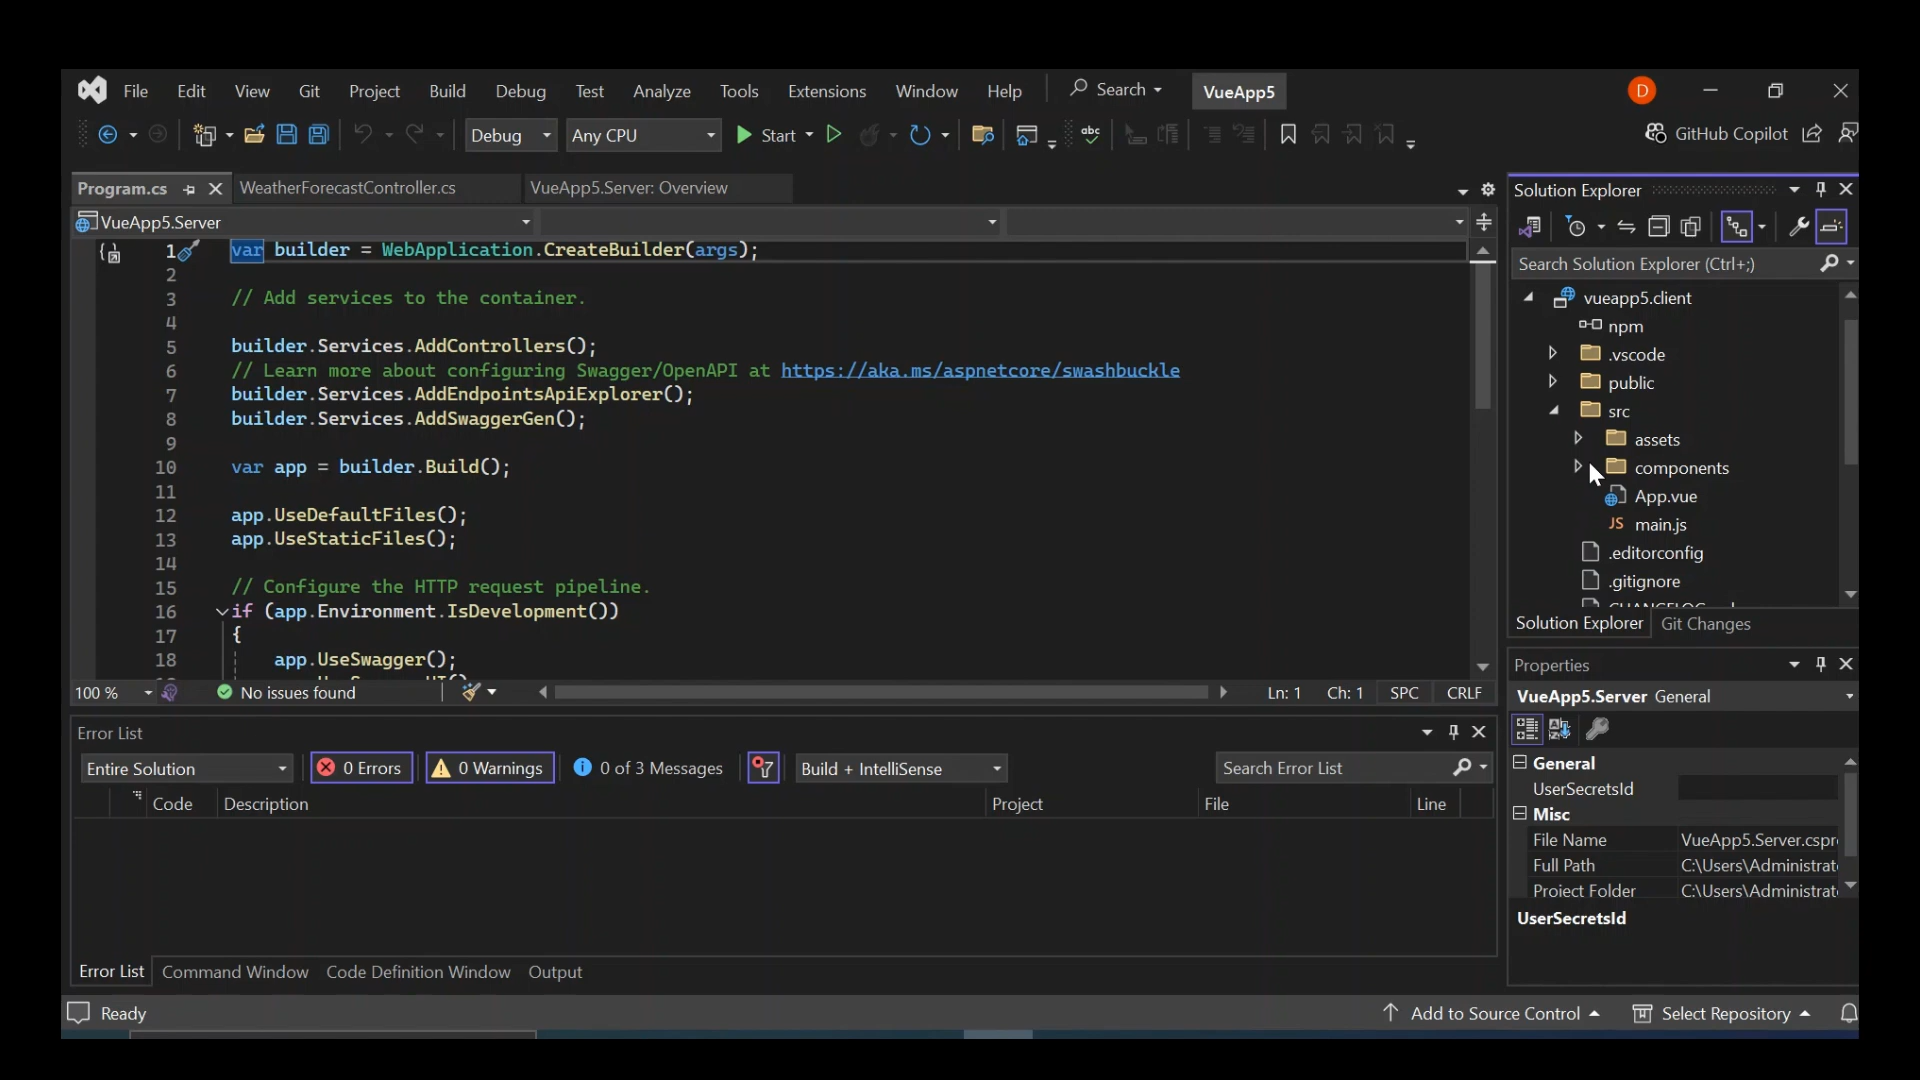 File Edit View Git Project Build Debug Test Analyze Tools Extensions Window Help Search VueApp5 D
Debug Any CPU Start abc GitHub Copilot
Program.cs WeatherForecastController.cs VueApp5.Server: Overview
VueApp5.Server
1 var builder = WebApplication.CreateBuilder(args);
2
3 // Add services to the container.
4
5 builder.Services.AddControllers();
6 // Learn more about configuring Swagger/OpenAPI at https://aka.ms/aspnetcore/swashbuckle
7 builder.Services.AddEndpointsApiExplorer();
8 builder.Services.AddSwaggerGen();
9
10 var app = builder.Build();
11
12 app.UseDefaultFiles();
13 app.UseStaticFiles();
14
15 // Configure the HTTP request pipeline.
16 if (app.Environment.IsDevelopment())
17 {
18 app.UseSwagger();
100 % No issues found Ln: 1 Ch: 1 SPC CRLF
Solution Explorer
Search Solution Explorer (Ctrl+;)
vueapp5.client
npm
.vscode
public
src
assets
components
App.vue
JS main.js
.editorconfig
.gitignore
Solution Explorer Git Changes
Error List
Entire Solution 0 Errors 0 Warnings 0 of 3 Messages Build + IntelliSense Search Error List
Code Description Project File Line
Error List Command Window Code Definition Window Output
Properties
VueApp5.Server General
General
UserSecretsId
Misc
File Name VueApp5.Server.cspr
Full Path C:\Users\Administrat
Project Folder C:\Users\Administrat
UserSecretsId
Ready Add to Source Control Select Repository